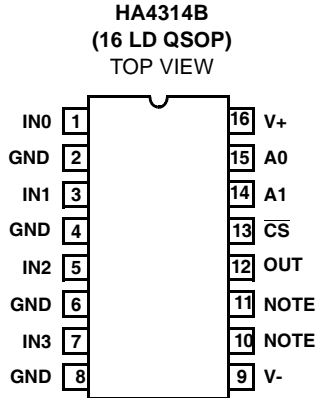 HA4314B
(16 LD QSOP)
TOP VIEW
IN0 1 16 V+
GND 2 15 A0
IN1 3 14 A1
GND 4 13 C̅S̅
IN2 5 12 OUT
GND 6 11 NOTE
IN3 7 10 NOTE
GND 8 9 V-